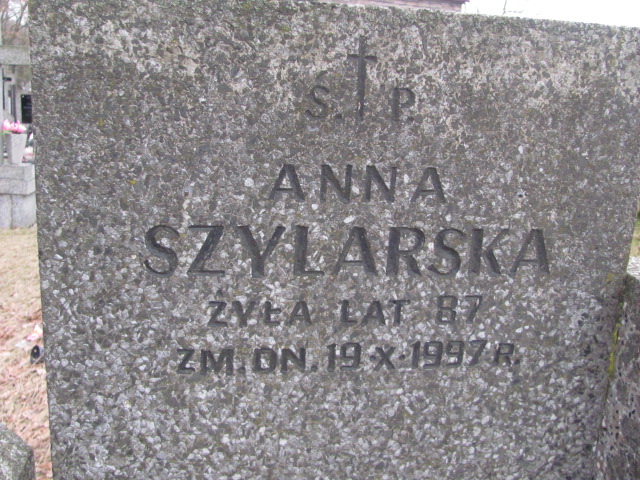 Ś. P.
ANNA
SZYLARSKA
ŻYŁA LAT 87
ZM. DN. 19.X.1997 R.